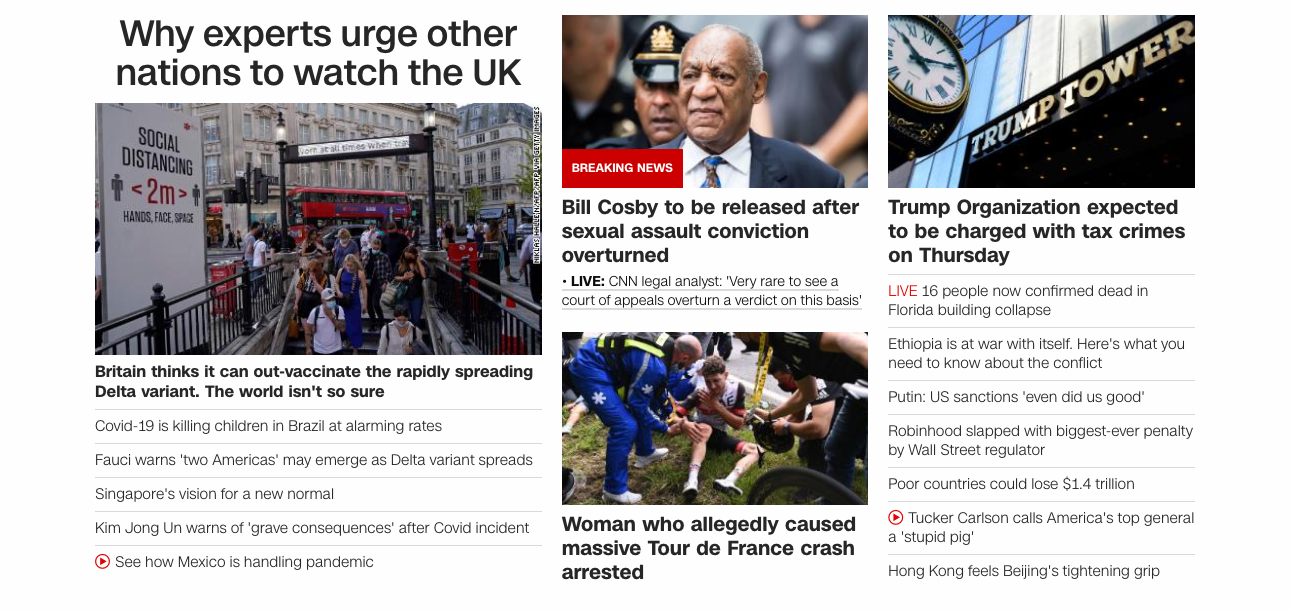 Why experts urge other
nations to watch the UK
SOCIAL
DISTANCING
< 2m >
HANDS, FACE, SPACE
worn at all times when trav
NIKLAS HALLE'N/AFP/AFP VIA GETTY IMAGES
Britain thinks it can out-vaccinate the rapidly spreading
Delta variant. The world isn't so sure
Covid-19 is killing children in Brazil at alarming rates
Fauci warns 'two Americas' may emerge as Delta variant spreads
Singapore's vision for a new normal
Kim Jong Un warns of 'grave consequences' after Covid incident
See how Mexico is handling pandemic
BREAKING NEWS
Bill Cosby to be released after
sexual assault conviction
overturned
• LIVE: CNN legal analyst: 'Very rare to see a
court of appeals overturn a verdict on this basis'
Woman who allegedly caused
massive Tour de France crash
arrested
TRUMP TOWER
Trump Organization expected
to be charged with tax crimes
on Thursday
LIVE 16 people now confirmed dead in
Florida building collapse
Ethiopia is at war with itself. Here's what you
need to know about the conflict
Putin: US sanctions 'even did us good'
Robinhood slapped with biggest-ever penalty
by Wall Street regulator
Poor countries could lose $1.4 trillion
Tucker Carlson calls America's top general
a 'stupid pig'
Hong Kong feels Beijing's tightening grip